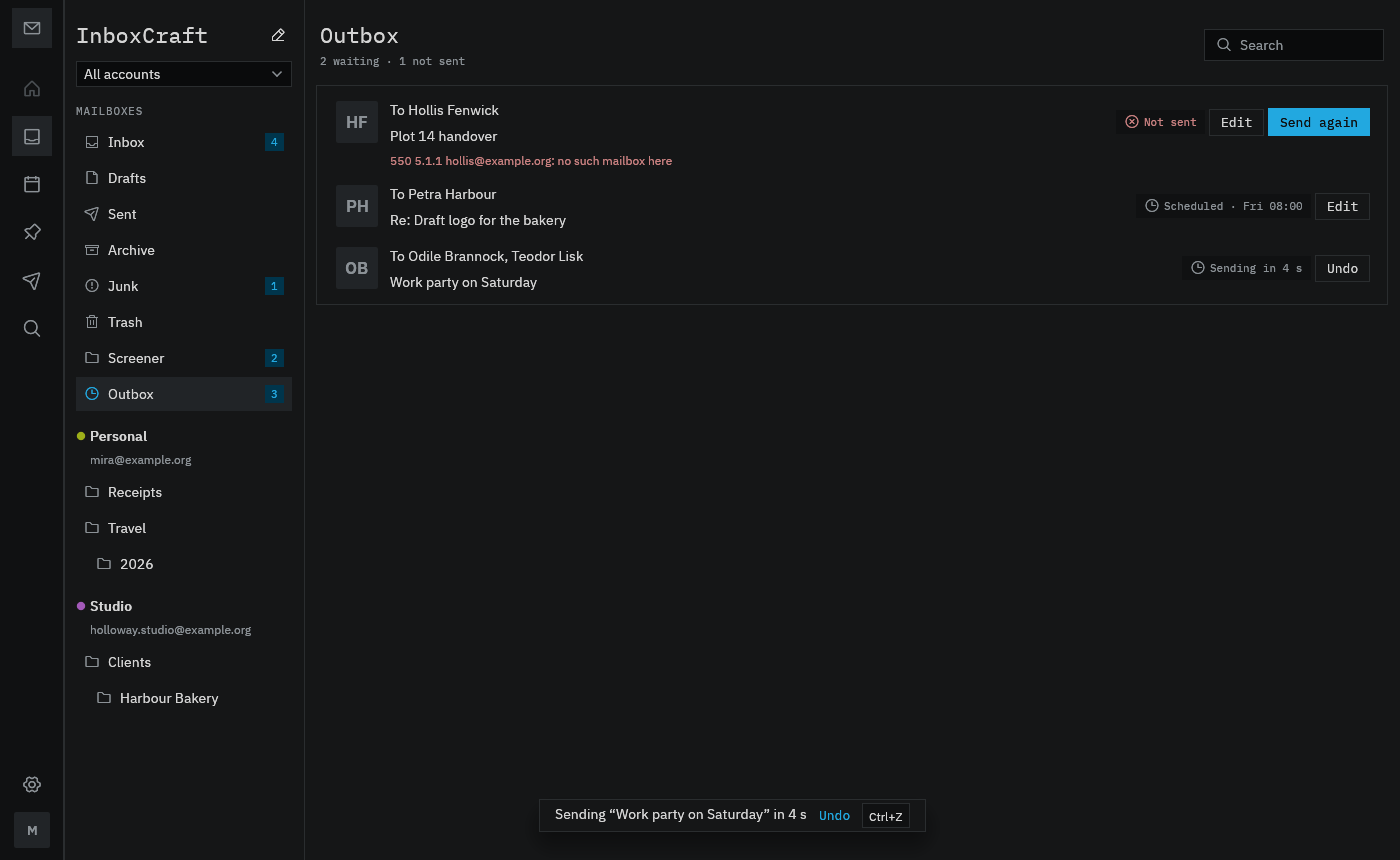 InboxCraft
All accounts
MAILBOXES
Inbox 4
Drafts
Sent
Archive
Junk 1
Trash
Screener 2
Outbox 3
Personal
mira@example.org
Receipts
Travel
2026
Studio
holloway.studio@example.org
Clients
Harbour Bakery
M
Outbox
2 waiting · 1 not sent
Search
HF
To Hollis Fenwick
Plot 14 handover
550 5.1.1 hollis@example.org: no such mailbox here
Not sent Edit Send again
PH
To Petra Harbour
Re: Draft logo for the bakery
Scheduled · Fri 08:00 Edit
OB
To Odile Brannock, Teodor Lisk
Work party on Saturday
Sending in 4 s Undo
Sending “Work party on Saturday” in 4 s Undo Ctrl+Z